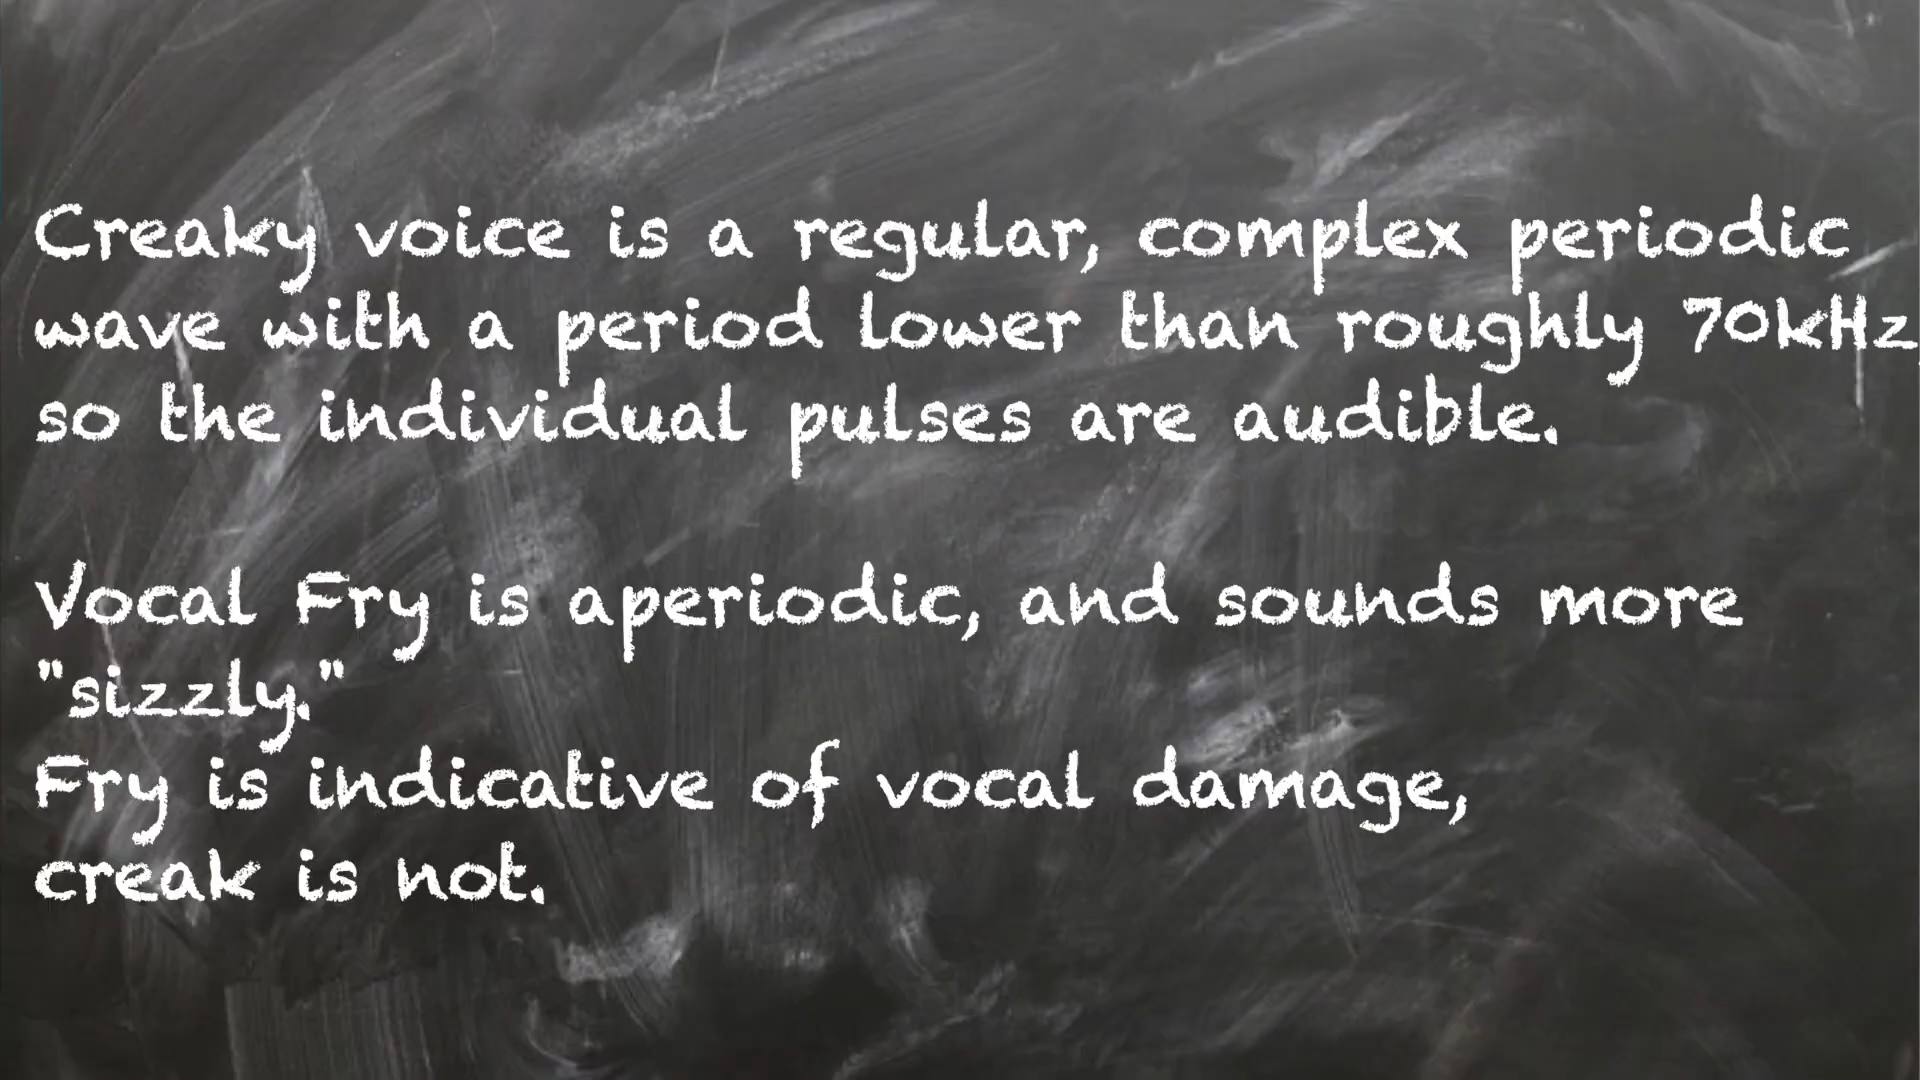 Creaky voice is a regular, complex periodic
wave with a period lower than roughly 70kHz,
so the individual pulses are audible.
Vocal Fry is aperiodic, and sounds more
"sizzly."
Fry is indicative of vocal damage,
creak is not.